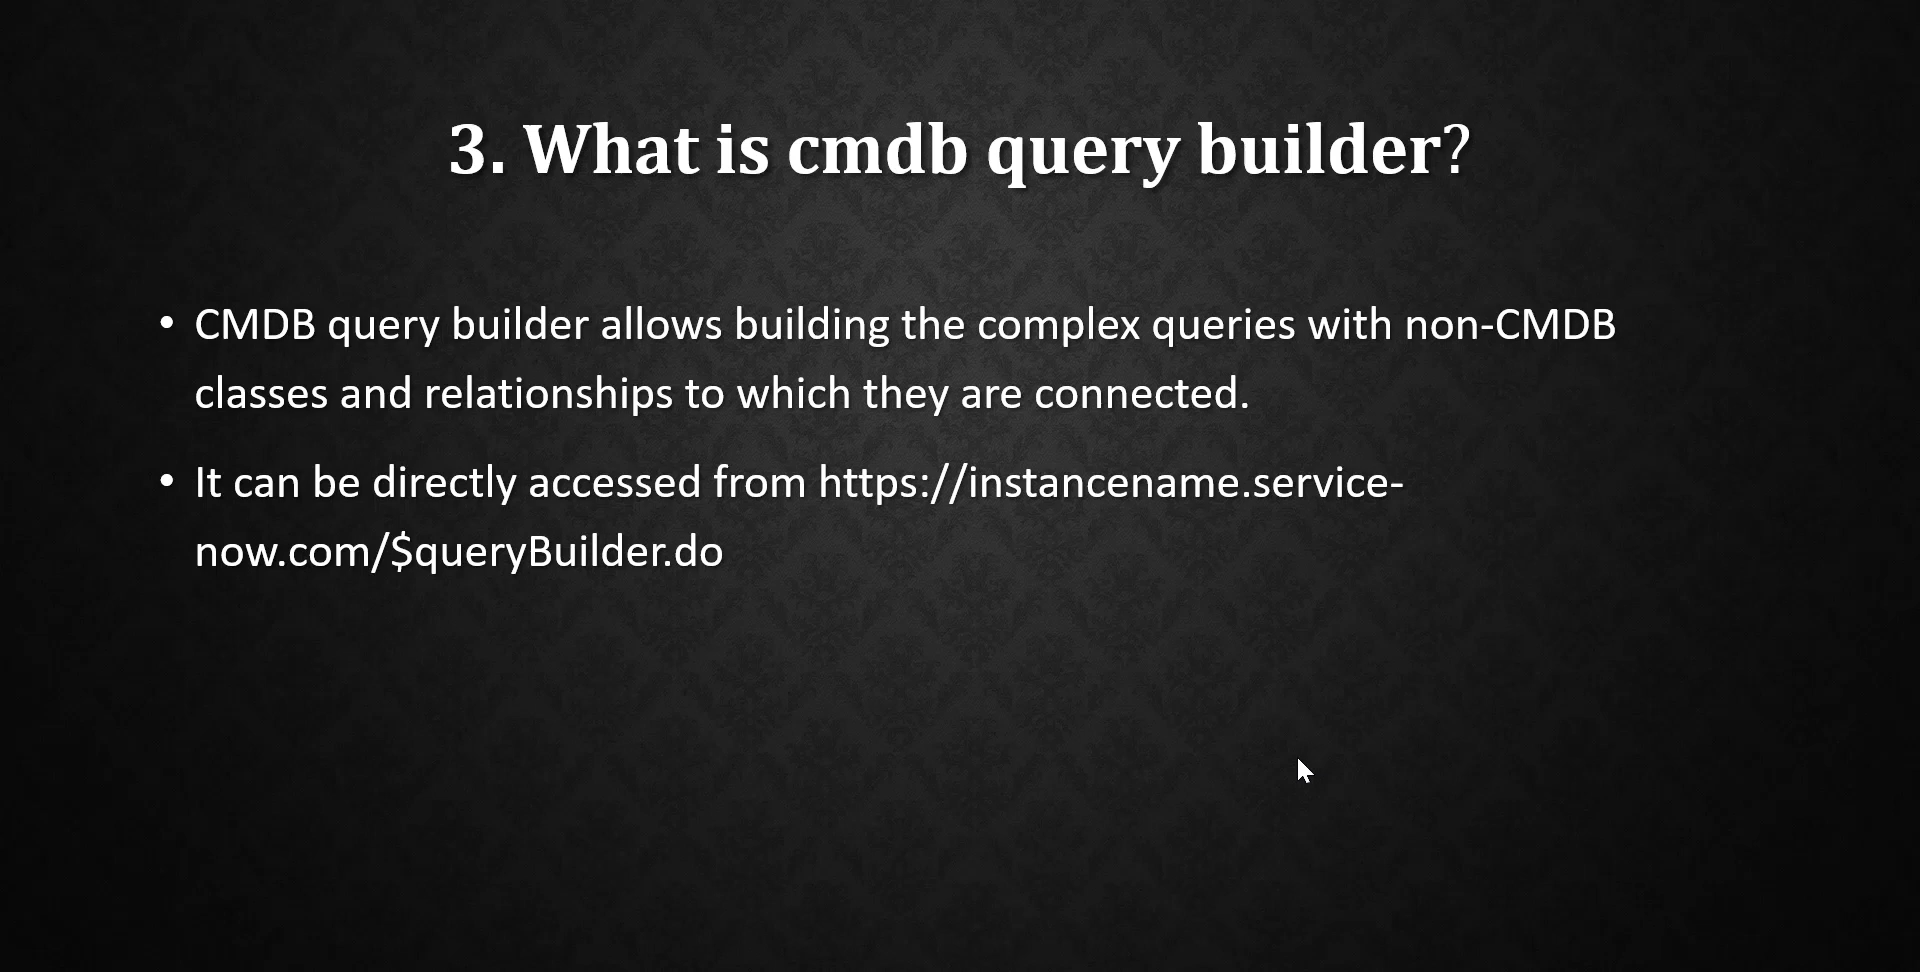 3. What is cmdb query builder?
• CMDB query builder allows building the complex queries with non-CMDB
classes and relationships to which they are connected.
• It can be directly accessed from https://instancename.service-
now.com/$queryBuilder.do